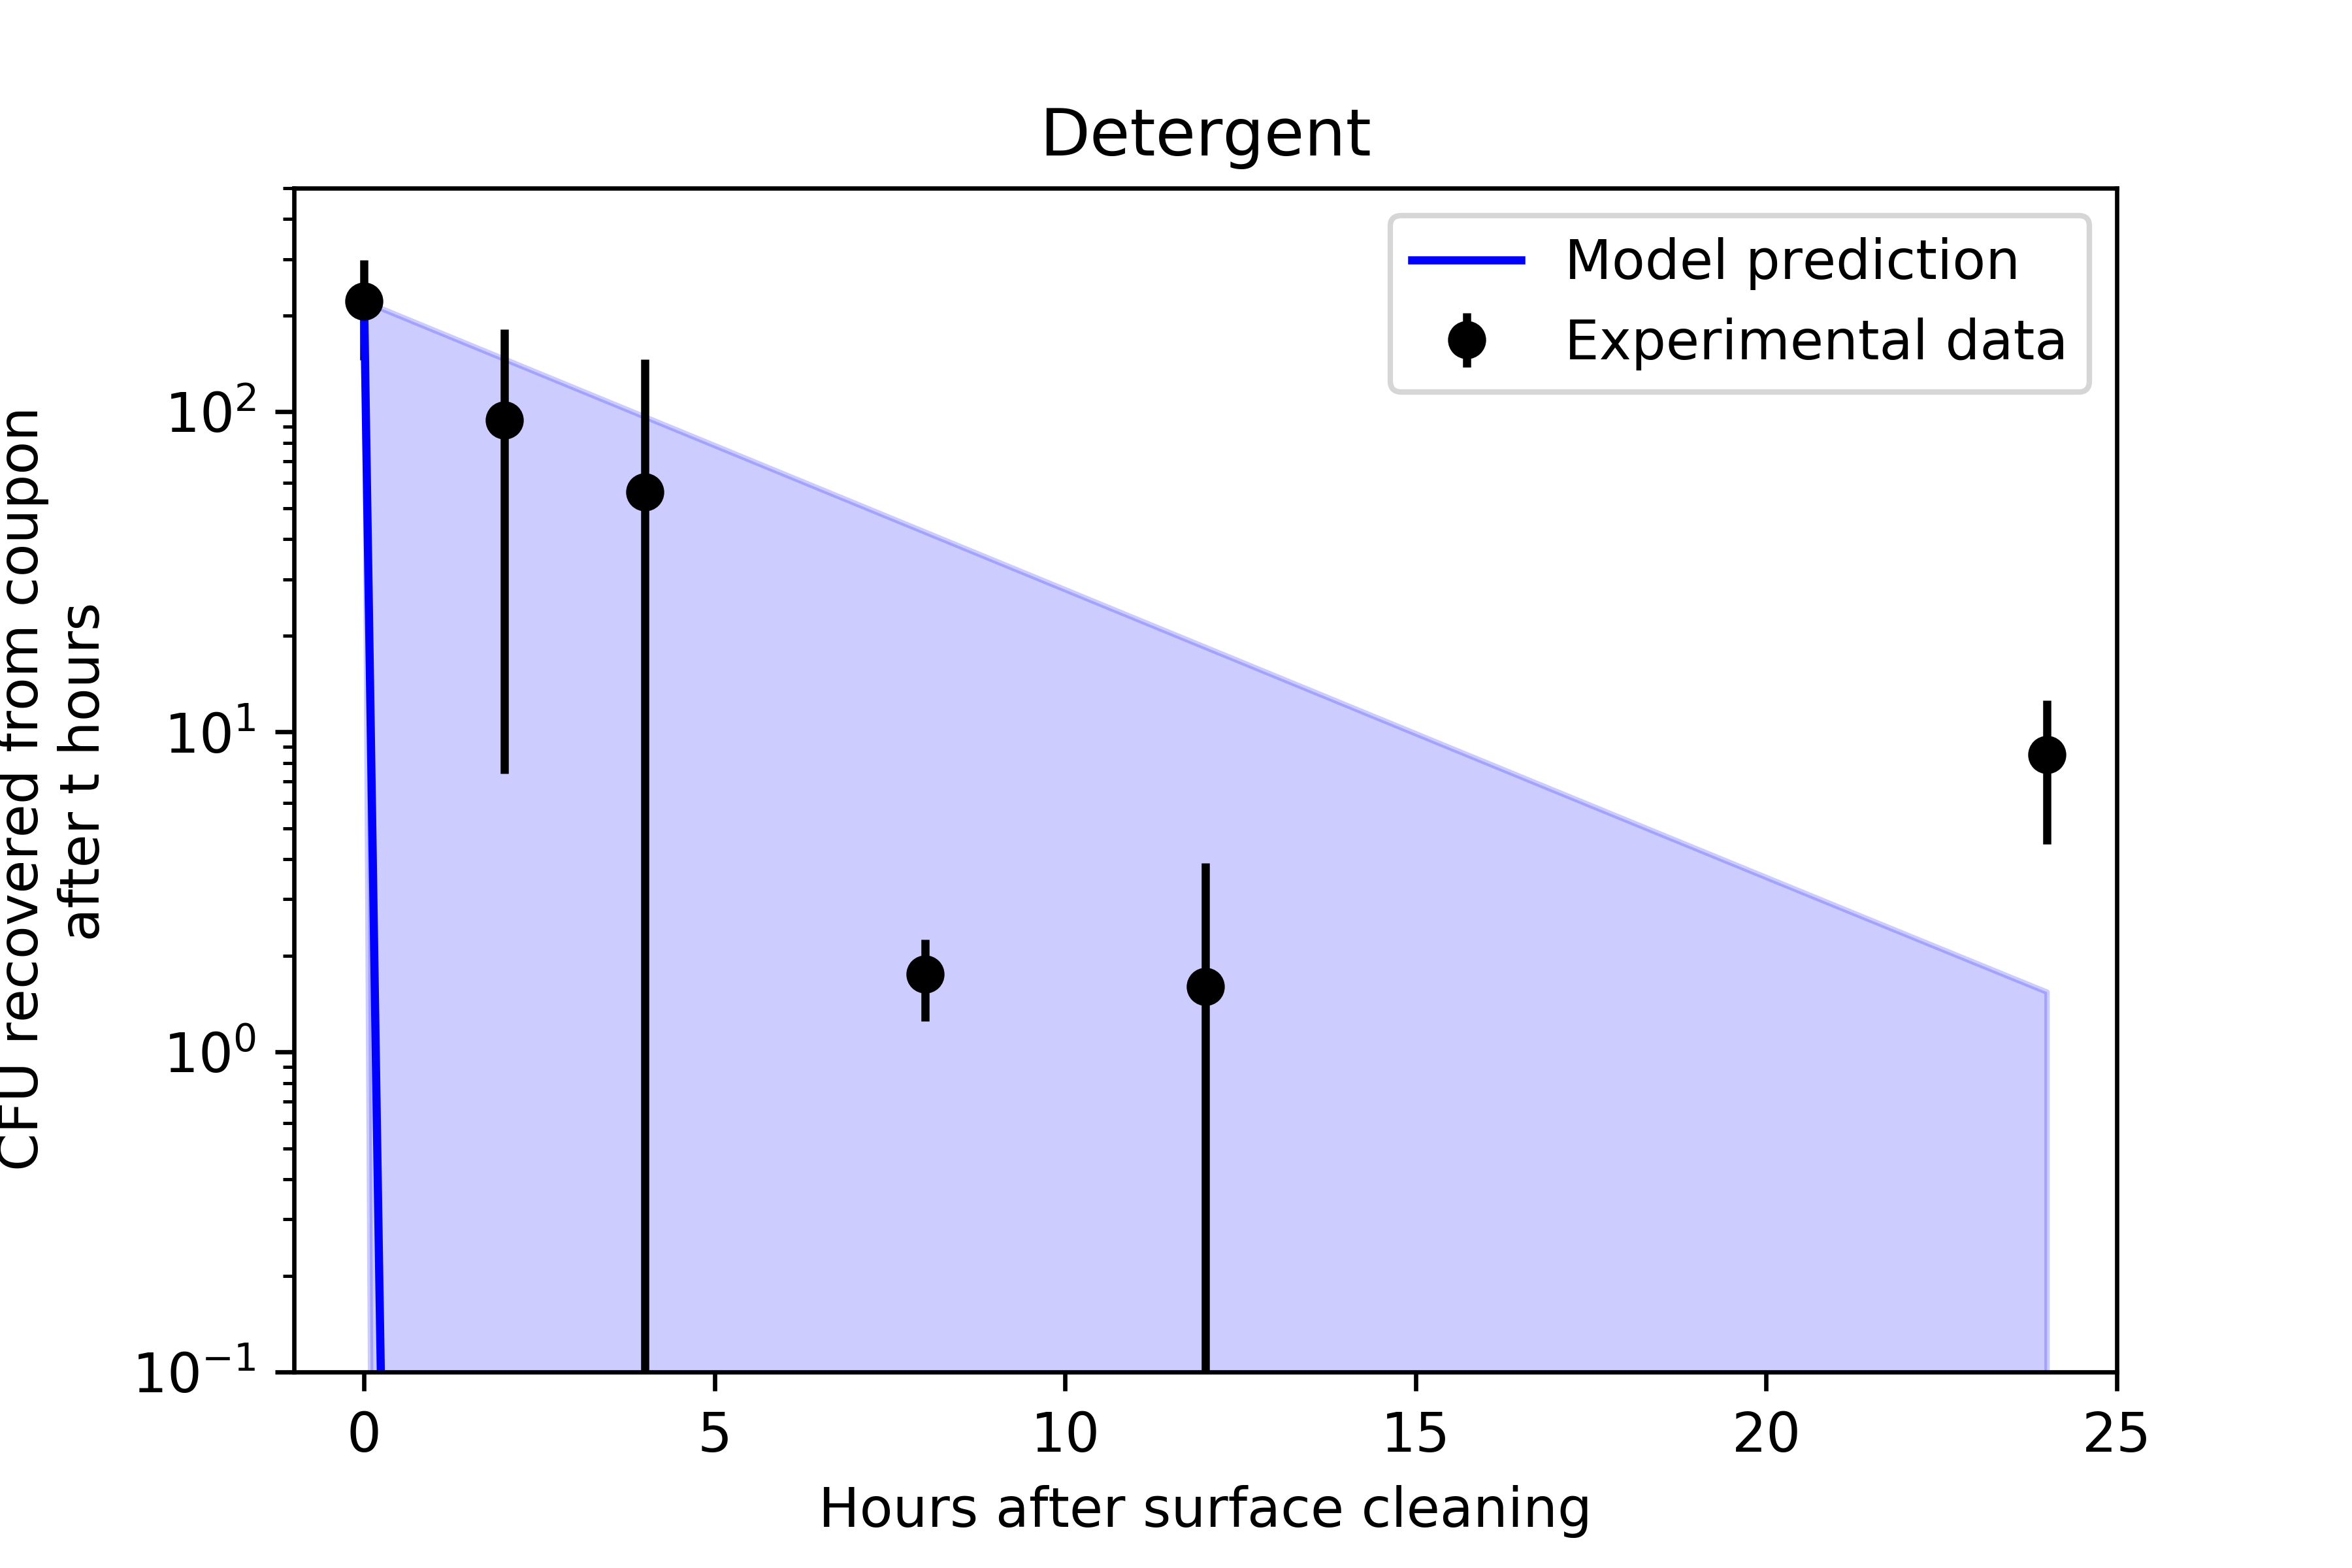 Detergent
Model prediction
Experimental data
CFU recovered from coupon
after t hours
10²
10¹
10⁰
10⁻¹
0 5 10 15 20 25
Hours after surface cleaning